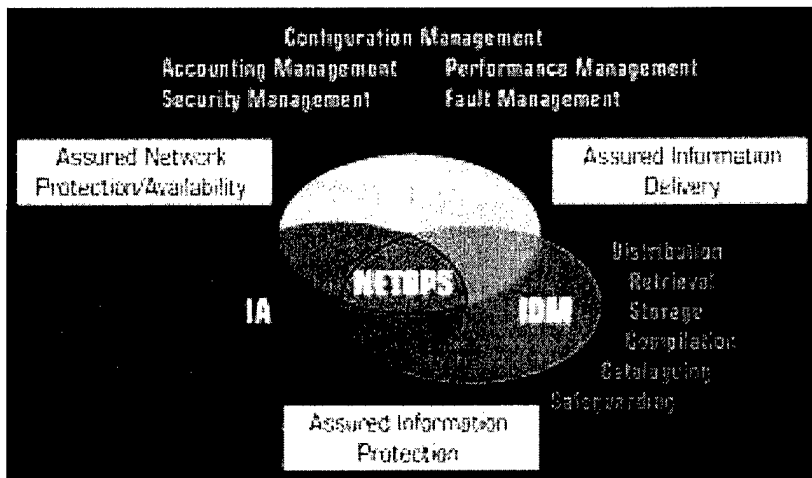 Configuration Management
Accounting Management Performance Management
Security Management Fault Management
Assured Network
Protection/Availability
Assured Information
Delivery
NETOPS
IA
IDM
Distribution
Retrieval
Storage
Compilation
Cataloguing
Safeguarding
Assured Information
Protection